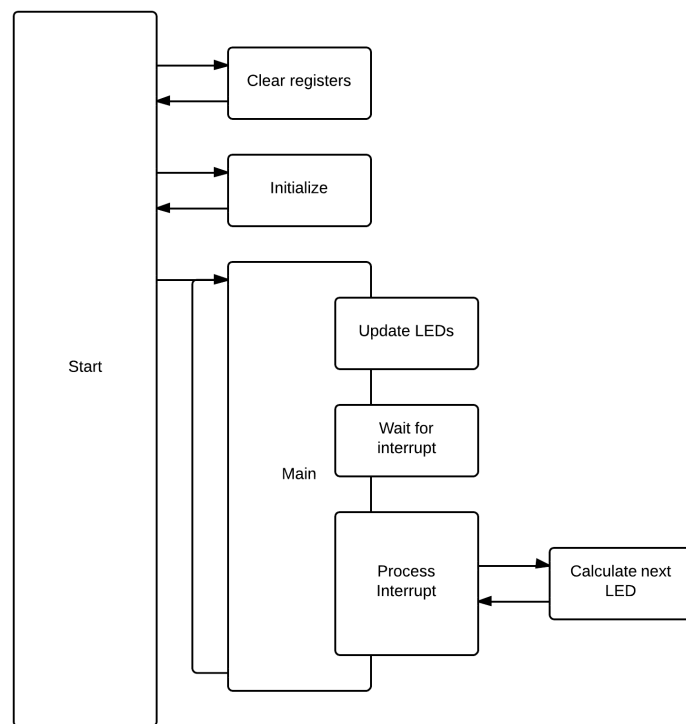 Clear registers
Initialize
Start
Update LEDs
Wait for
interrupt
Main
Process
Interrupt
Calculate next
LED